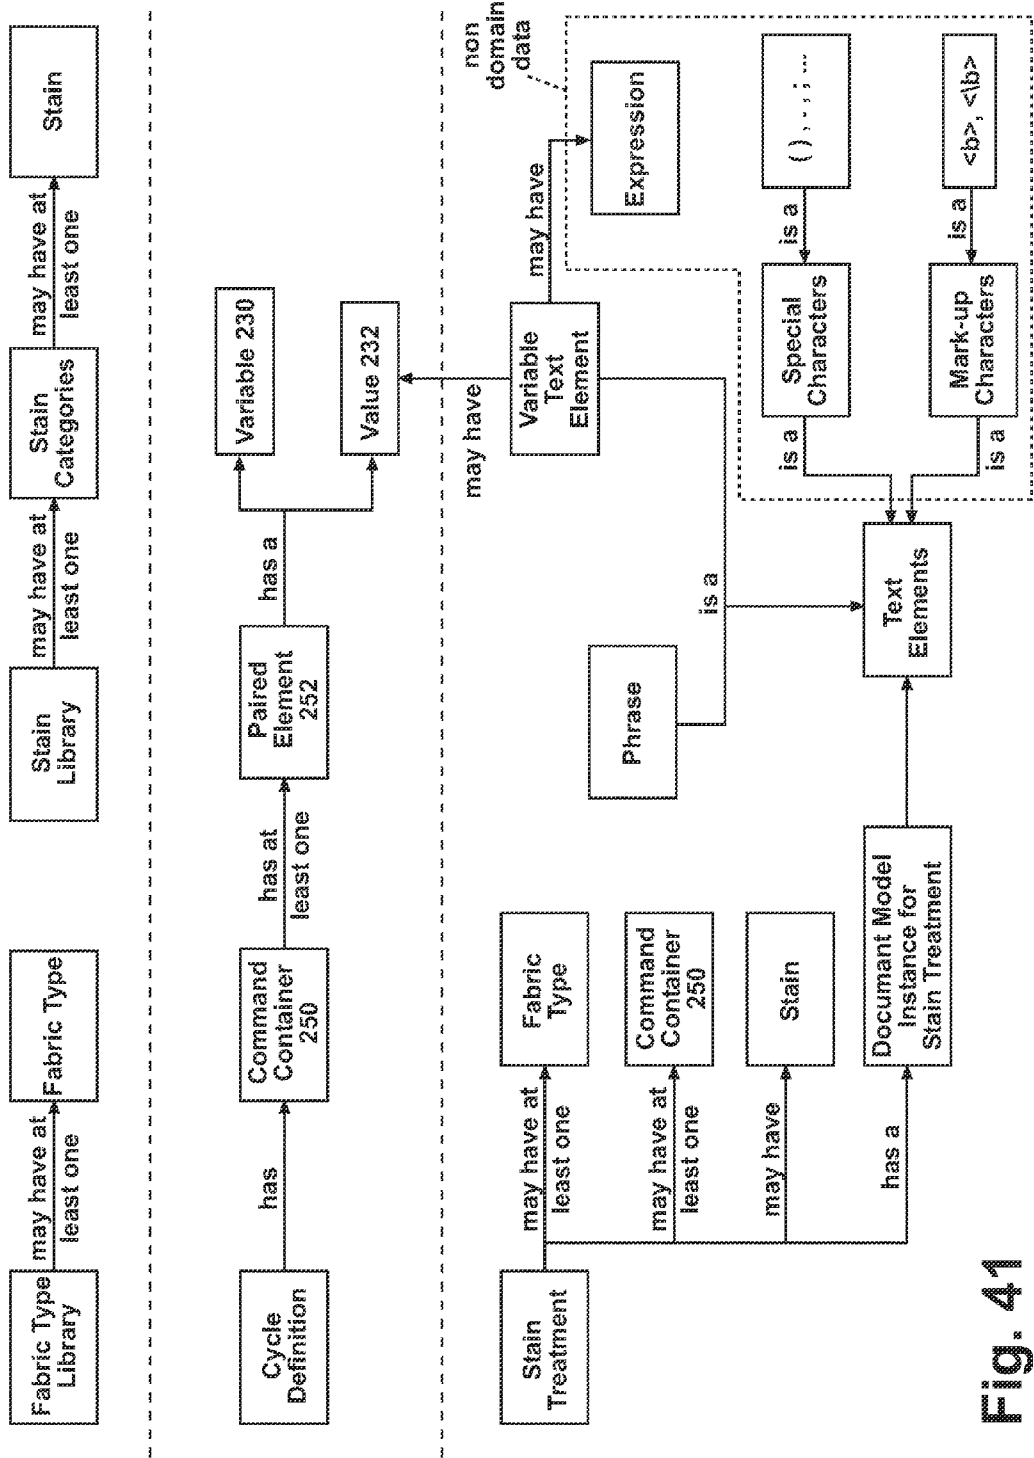 Fabric Type
Library
may have at
least one
Fabric Type
Stain
Library
may have at
least one
Stain
Categories
may have at
least one
Stain
Cycle
Definition
has
Command
Container
250
has at
least one
Paired
Element
252
has a
Variable 230
Value 232
Stain
Treatment
may have at
least one
Fabric
Type
may have at
least one
Command
Container
250
may have
Stain
has a
Documant Model
Instance for
Stain Treatment
Phrase
is a
Text
Elements
may have
Variable
Text
Element
may have
Expression
non
domain
data
is a
Special
Characters
is a
( ) , . , ; ...
is a
Mark-up
Characters
is a
<b>, <\b>
Fig. 41